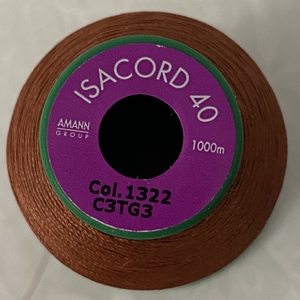 ISACORD 40
AMANN
GROUP
1000m
Col.1322
C3TG3